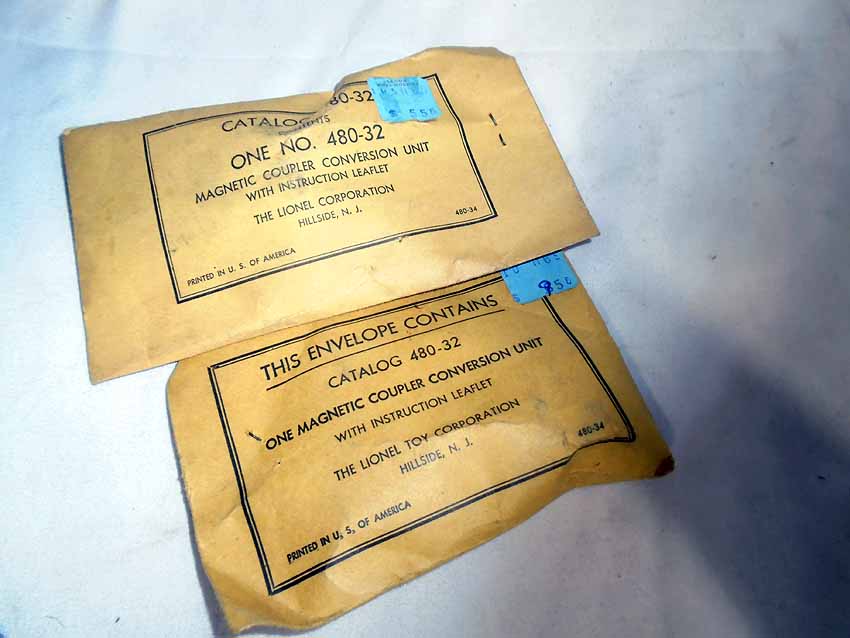 CATALOG 80-32
ONE NO. 480-32
MAGNETIC COUPLER CONVERSION UNIT
WITH INSTRUCTION LEAFLET
THE LIONEL CORPORATION
HILLSIDE, N. J.
480-34
PRINTED IN U. S. OF AMERICA
THIS ENVELOPE CONTAINS
CATALOG 480-32
ONE MAGNETIC COUPLER CONVERSION UNIT
WITH INSTRUCTION LEAFLET
THE LIONEL TOY CORPORATION
HILLSIDE, N. J.
480-34
PRINTED IN U. S. OF AMERICA